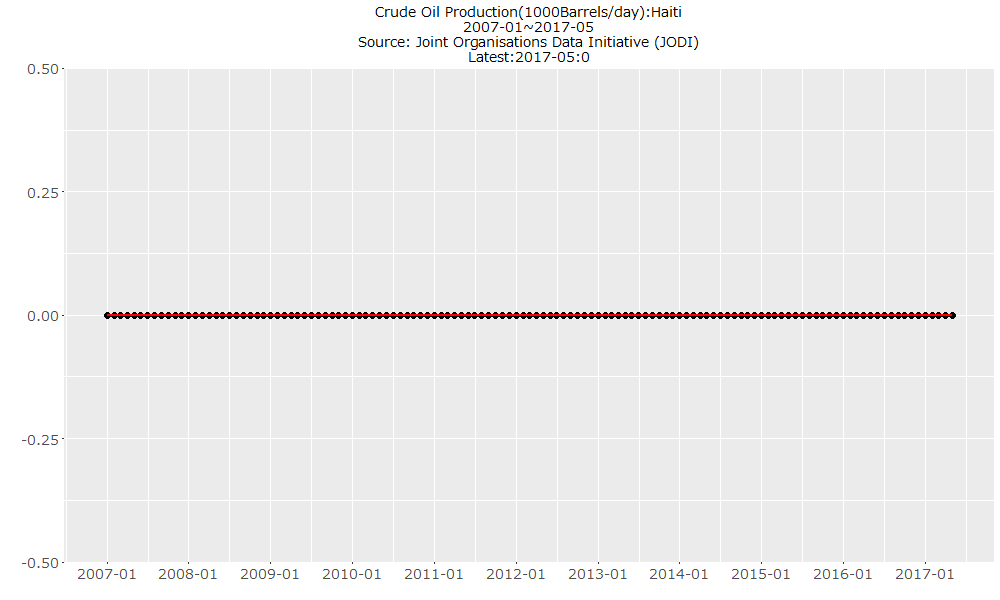 Crude Oil Production(1000Barrels/day):Haiti
2007-01~2017-05
Source: Joint Organisations Data Initiative (JODI)
Latest:2017-05:0
0.50
0.25
0.00
-0.25
-0.50
2007-01 2008-01 2009-01 2010-01 2011-01 2012-01 2013-01 2014-01 2015-01 2016-01 2017-01